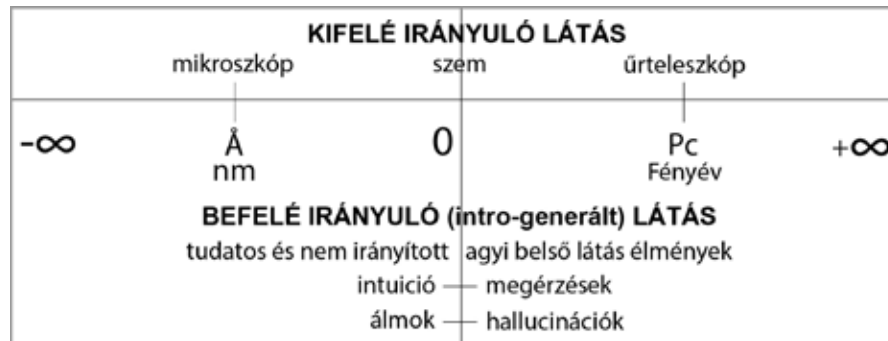 KIFELÉ IRÁNYULÓ LÁTÁS
mikroszkóp szem űrteleszkóp
-∞ Å 0 Pc +∞
nm Fényév
BEFELÉ IRÁNYULÓ (intro-generált) LÁTÁS
tudatos és nem irányított agyi belső látás élmények
intuició megérzések
álmok hallucinációk